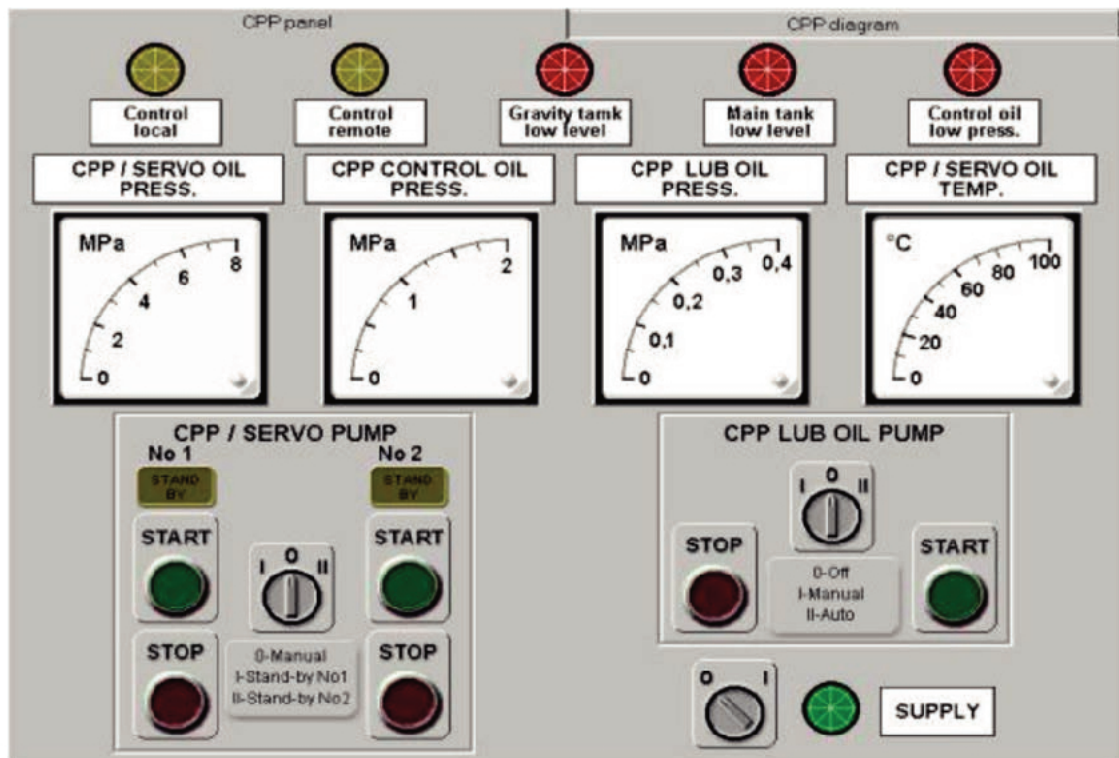 CPP panel
CPP diagram
Control local
Control remote
Gravity tamk low level
Main tank low level
Control oil low press.
CPP / SERVO OIL PRESS.
CPP CONTROL OIL PRESS.
CPP LUB OIL PRESS.
CPP / SERVO OIL TEMP.
MPa
0
2
4
6
8
MPa
0
1
2
MPa
0
0,1
0,2
0,3
0,4
°C
0
20
40
60
80
100
CPP / SERVO PUMP
No 1
No 2
STAND BY
STAND BY
START
START
I 0 II
STOP
STOP
0-Manual
I-Stand-by No1
II-Stand-by No2
CPP LUB OIL PUMP
I 0 II
STOP
START
0-Off
I-Manual
II-Auto
0 I
SUPPLY